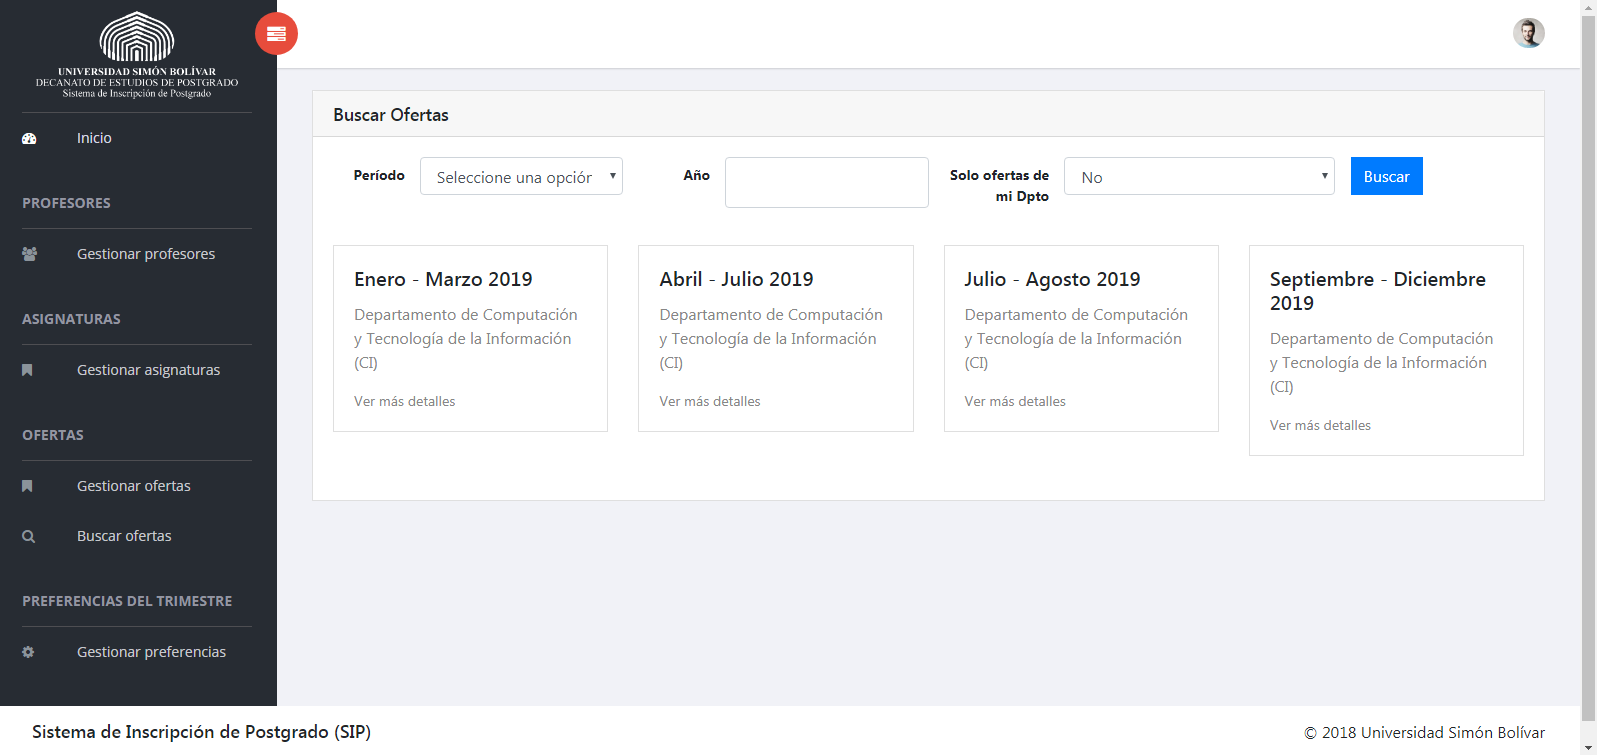 UNIVERSIDAD SIMÓN BOLÍVAR
DECANATO DE ESTUDIOS DE POSTGRADO
Sistema de Inscripción de Postgrado
Inicio
PROFESORES
Gestionar profesores
ASIGNATURAS
Gestionar asignaturas
OFERTAS
Gestionar ofertas
Buscar ofertas
PREFERENCIAS DEL TRIMESTRE
Gestionar preferencias
Buscar Ofertas
Período
Seleccione una opciór
Año
Solo ofertas de
mi Dpto
No
Buscar
Enero - Marzo 2019
Departamento de Computación
y Tecnología de la Información
(CI)
Ver más detalles
Abril - Julio 2019
Departamento de Computación
y Tecnología de la Información
(CI)
Ver más detalles
Julio - Agosto 2019
Departamento de Computación
y Tecnología de la Información
(CI)
Ver más detalles
Septiembre - Diciembre
2019
Departamento de Computación
y Tecnología de la Información
(CI)
Ver más detalles
Sistema de Inscripción de Postgrado (SIP)
© 2018 Universidad Simón Bolívar